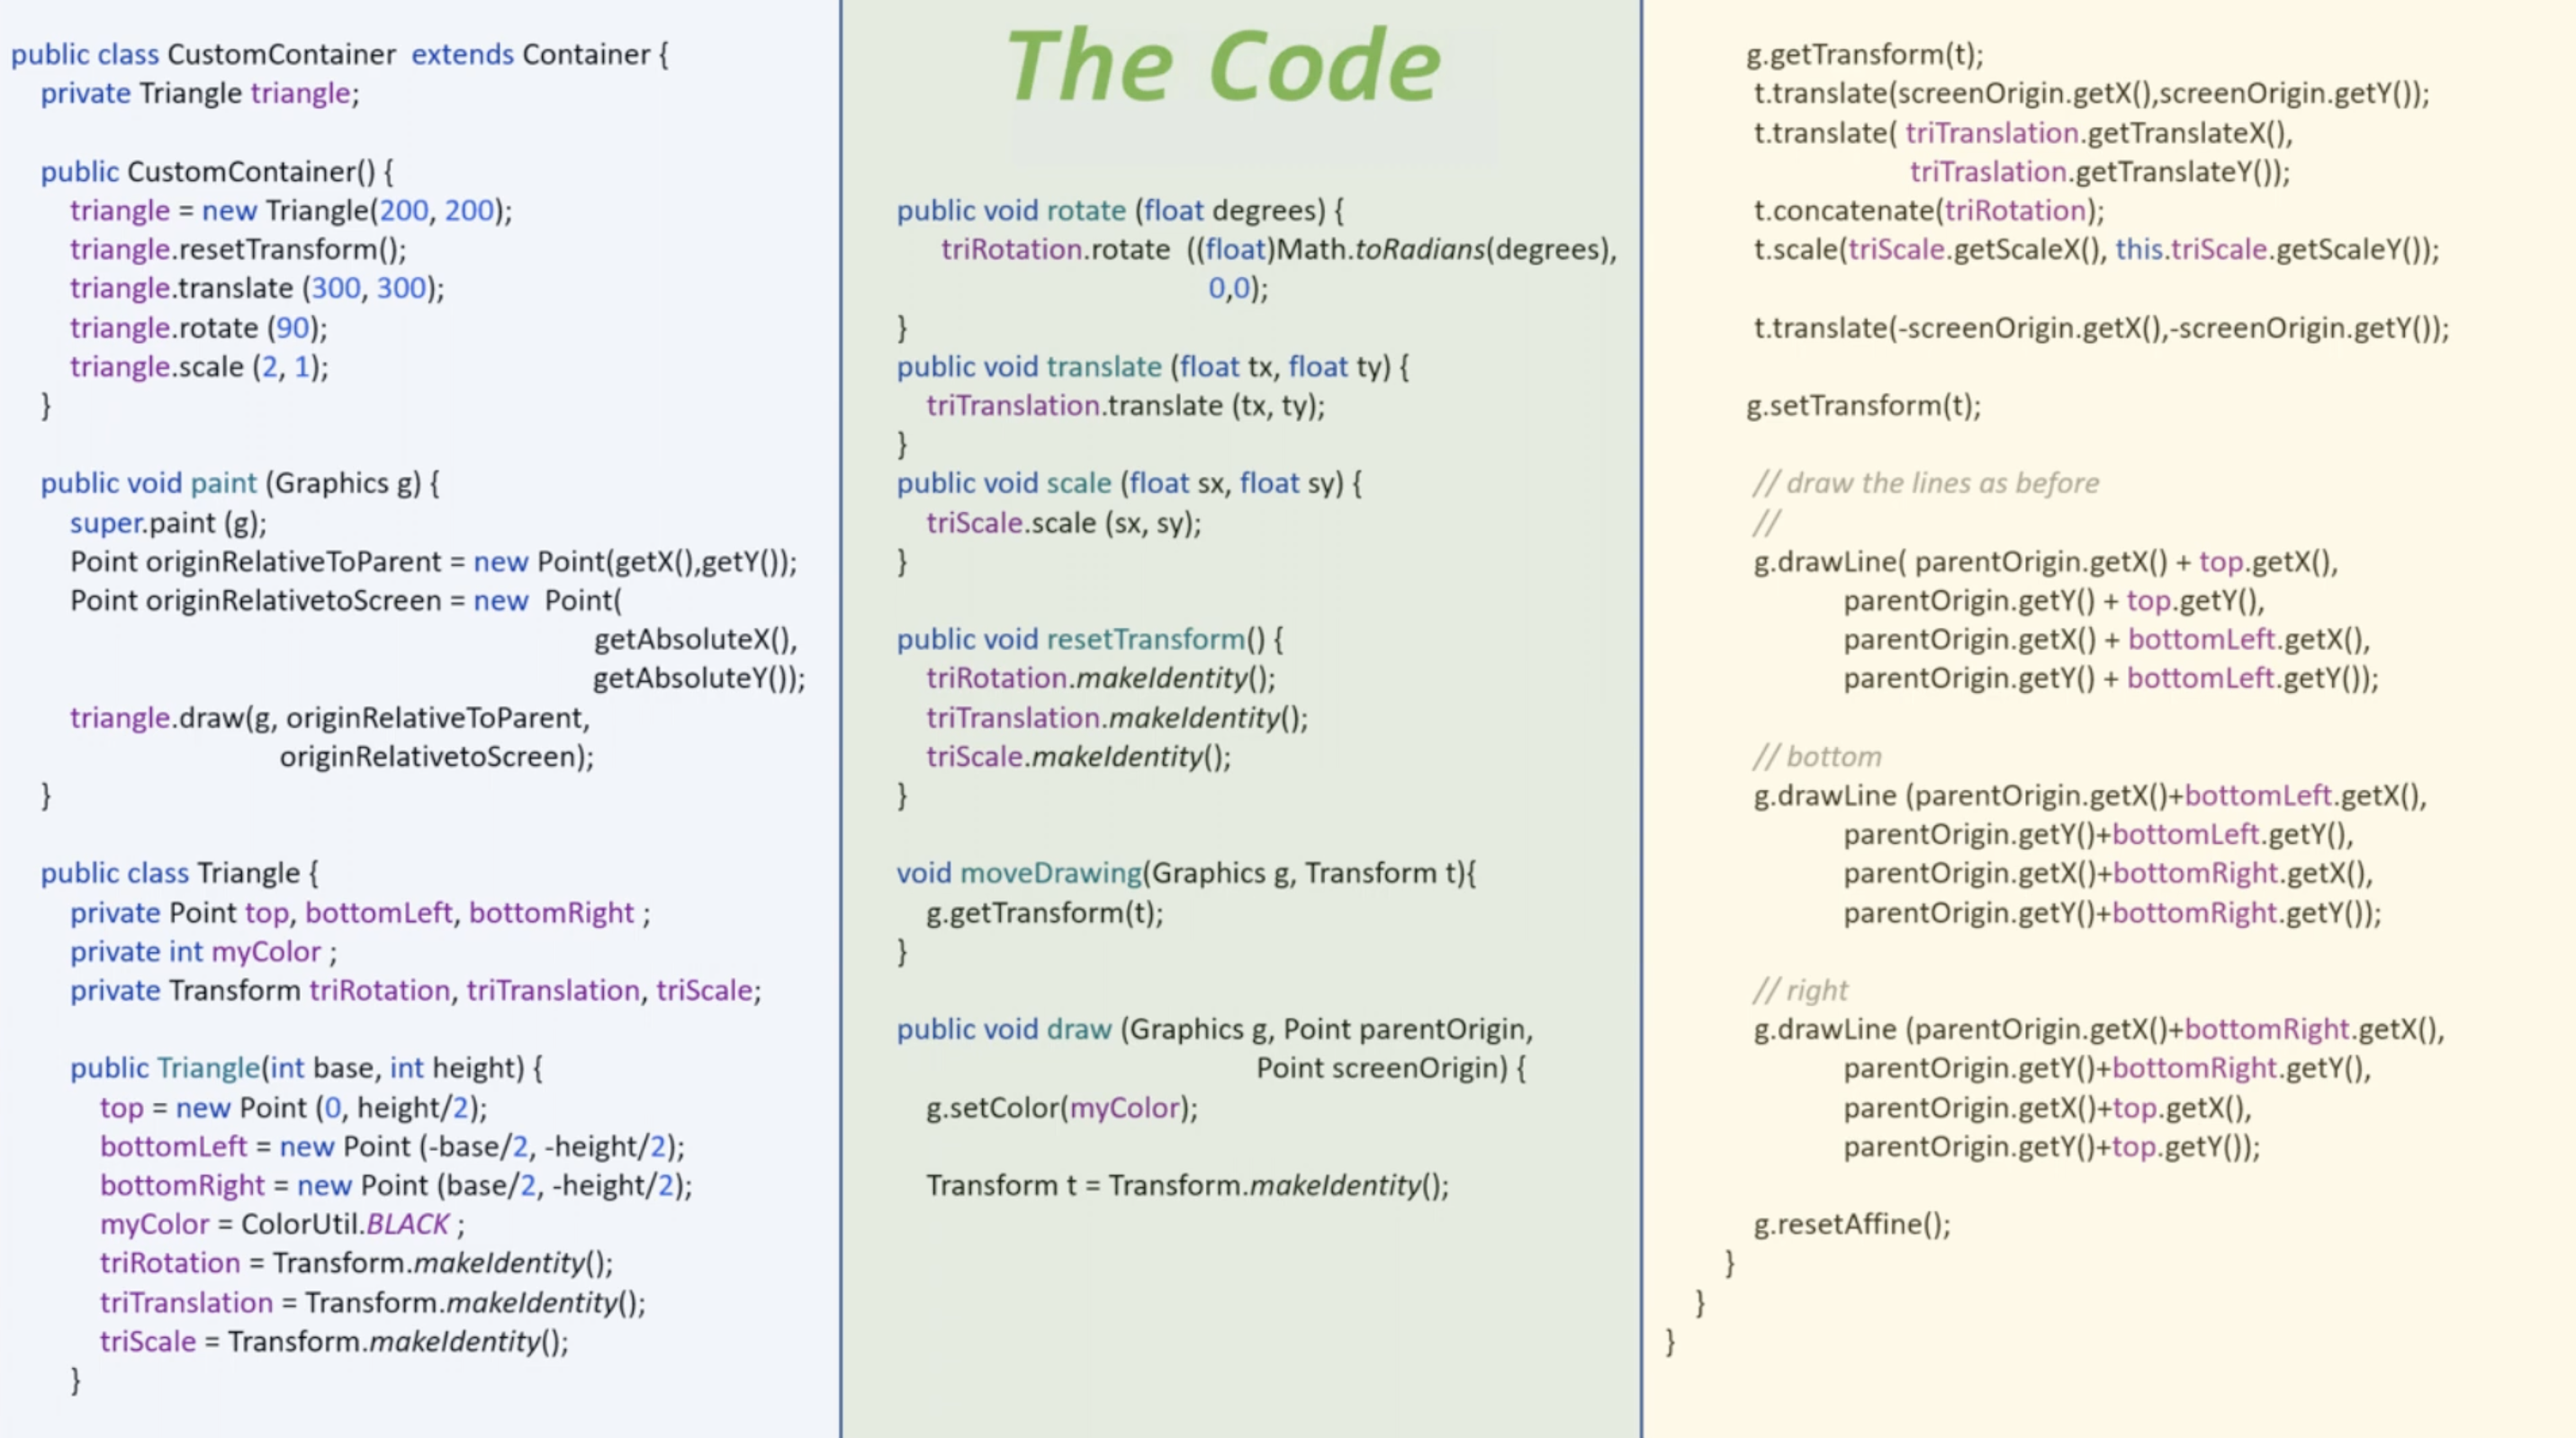 public class CustomContainer extends Container {
private Triangle triangle;
public CustomContainer() {
triangle = new Triangle(200, 200);
triangle.resetTransform();
triangle.translate (300, 300);
triangle.rotate (90);
triangle.scale (2, 1);
}
public void paint (Graphics g) {
super.paint (g);
Point originRelativeToParent = new Point(getX(),getY());
Point originRelativetoScreen = new Point(
getAbsoluteX(),
getAbsoluteY());
triangle.draw(g, originRelativeToParent,
originRelativetoScreen);
}
public class Triangle {
private Point top, bottomLeft, bottomRight ;
private int myColor ;
private Transform triRotation, triTranslation, triScale;
public Triangle(int base, int height) {
top = new Point (0, height/2);
bottomLeft = new Point (-base/2, -height/2);
bottomRight = new Point (base/2, -height/2);
myColor = ColorUtil.BLACK ;
triRotation = Transform.makeIdentity();
triTranslation = Transform.makeIdentity();
triScale = Transform.makeIdentity();
}
The Code
public void rotate (float degrees) {
triRotation.rotate ((float)Math.toRadians(degrees),
0,0);
}
public void translate (float tx, float ty) {
triTranslation.translate (tx, ty);
}
public void scale (float sx, float sy) {
triScale.scale (sx, sy);
}
public void resetTransform() {
triRotation.makeIdentity();
triTranslation.makeIdentity();
triScale.makeIdentity();
}
void moveDrawing(Graphics g, Transform t){
g.getTransform(t);
}
public void draw (Graphics g, Point parentOrigin,
Point screenOrigin) {
g.setColor(myColor);
Transform t = Transform.makeIdentity();
g.getTransform(t);
t.translate(screenOrigin.getX(),screenOrigin.getY());
t.translate( triTranslation.getTranslateX(),
triTraslation.getTranslateY());
t.concatenate(triRotation);
t.scale(triScale.getScaleX(), this.triScale.getScaleY());
t.translate(-screenOrigin.getX(),-screenOrigin.getY());
g.setTransform(t);
// draw the lines as before
//
g.drawLine( parentOrigin.getX() + top.getX(),
parentOrigin.getY() + top.getY(),
parentOrigin.getX() + bottomLeft.getX(),
parentOrigin.getY() + bottomLeft.getY());
// bottom
g.drawLine (parentOrigin.getX()+bottomLeft.getX(),
parentOrigin.getY()+bottomLeft.getY(),
parentOrigin.getX()+bottomRight.getX(),
parentOrigin.getY()+bottomRight.getY());
// right
g.drawLine (parentOrigin.getX()+bottomRight.getX(),
parentOrigin.getY()+bottomRight.getY(),
parentOrigin.getX()+top.getX(),
parentOrigin.getY()+top.getY());
g.resetAffine();
}
}
}